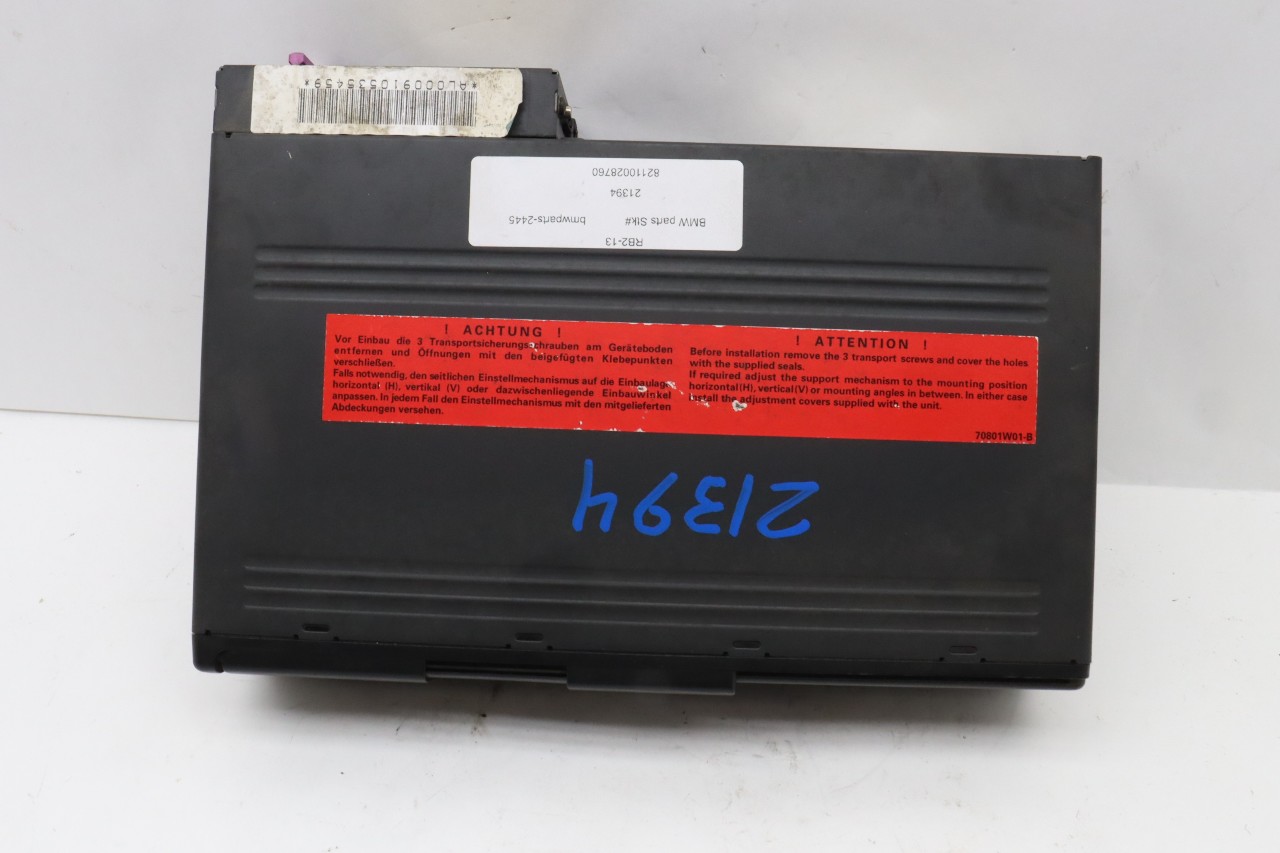 *AL0009105335459*
82110028760
21394
BMW parts Stk# bmwparts-2445
RB2-13
! ACHTUNG !
Vor Einbau die 3 Transportsicherungsschrauben am Geräteboden
entfernen und Öffnungen mit den beigefügten Klebepunkten
verschließen.
Falls notwendig, den seitlichen Einstellmechanismus auf die Einbaulage
horizontal (H), vertikal (V) oder dazwischenliegende Einbauwinkel
anpassen. In jedem Fall den Einstellmechanismus mit den mitgelieferten
Abdeckungen versehen.
! ATTENTION !
Before installation remove the 3 transport screws and cover the holes
with the supplied seals.
If required adjust the support mechanism to the mounting position
horizontal (H), vertical (V) or mounting angles in between. In either case
install the adjustment covers supplied with the unit.
70801W01-B
21394